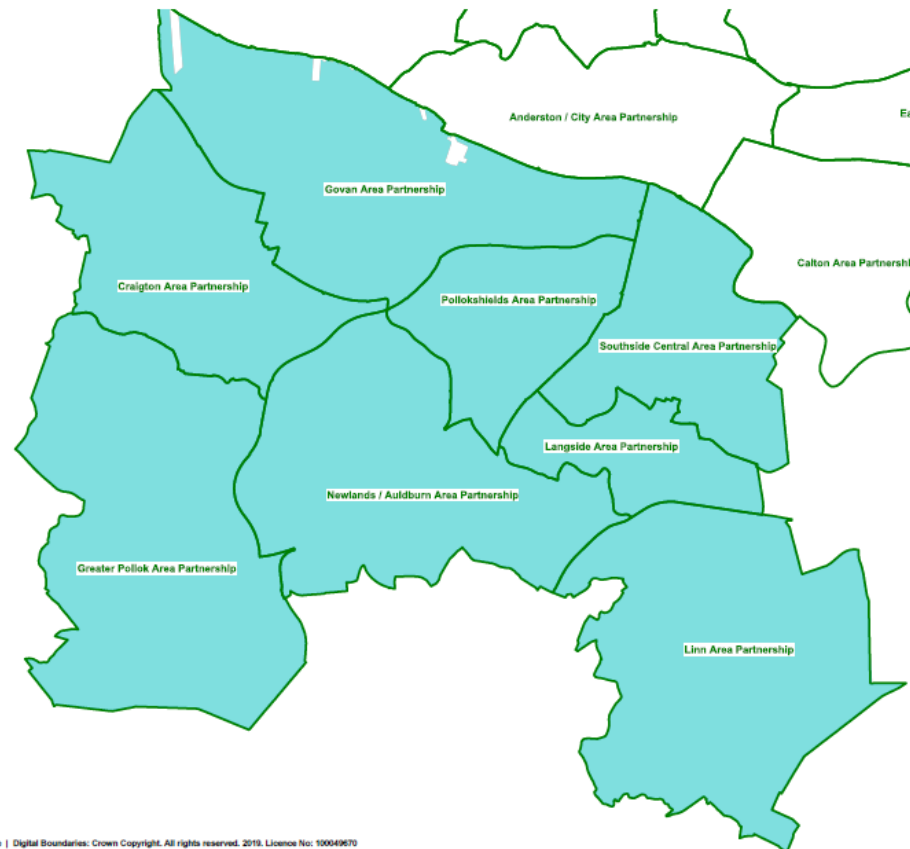 Anderston / City Area Partnership
Govan Area Partnership
Calton Area Partnersh
Craigton Area Partnership
Pollokshields Area Partnership
Southside Central Area Partnership
Langside Area Partnership
Newlands / Auldburn Area Partnership
Greater Pollok Area Partnership
Linn Area Partnership
| Digital Boundaries: Crown Copyright. All rights reserved. 2019. Licence No: 100049670